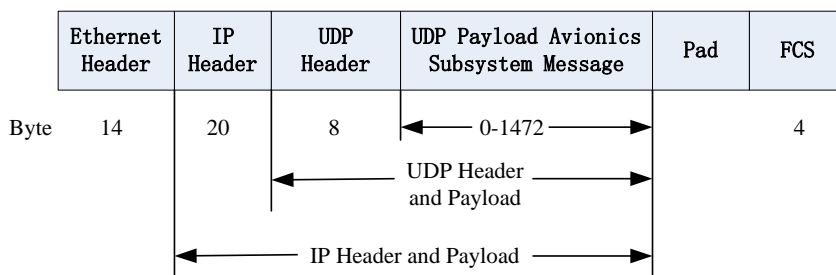 Ethernet Header
IP Header
UDP Header
UDP Payload Avionics Subsystem Message
Pad
FCS
Byte 14 20 8 0-1472 4
UDP Header
and Payload
IP Header and Payload